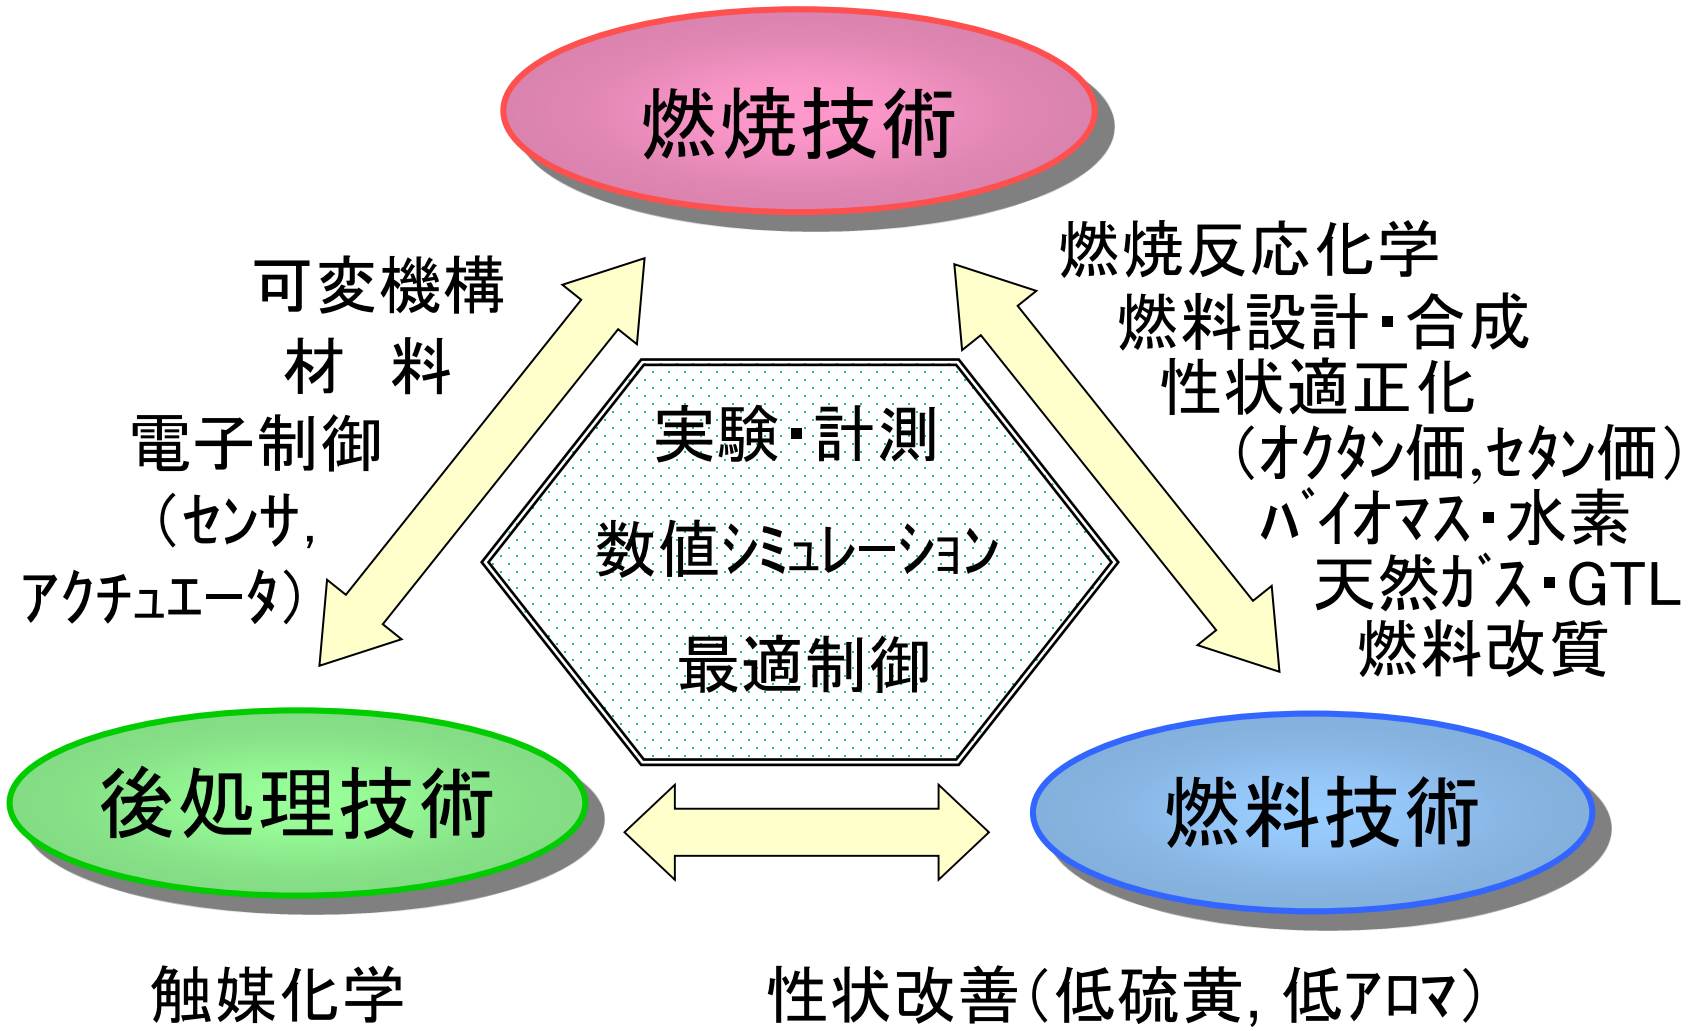 燃焼技術
可変機構
材　料
電子制御
（ｾﾝｻ,
ｱｸﾁｭｴｰﾀ）
燃焼反応化学
燃料設計・合成
性状適正化
（ｵｸﾀﾝ価,ｾﾀﾝ価）
ﾊﾞｲｵﾏｽ・水素
天然ｶﾞｽ・GTL
燃料改質
実験・計測
数値ｼﾐｭﾚｰｼｮﾝ
最適制御
後処理技術
燃料技術
触媒化学
性状改善（低硫黄, 低ｱﾛﾏ）